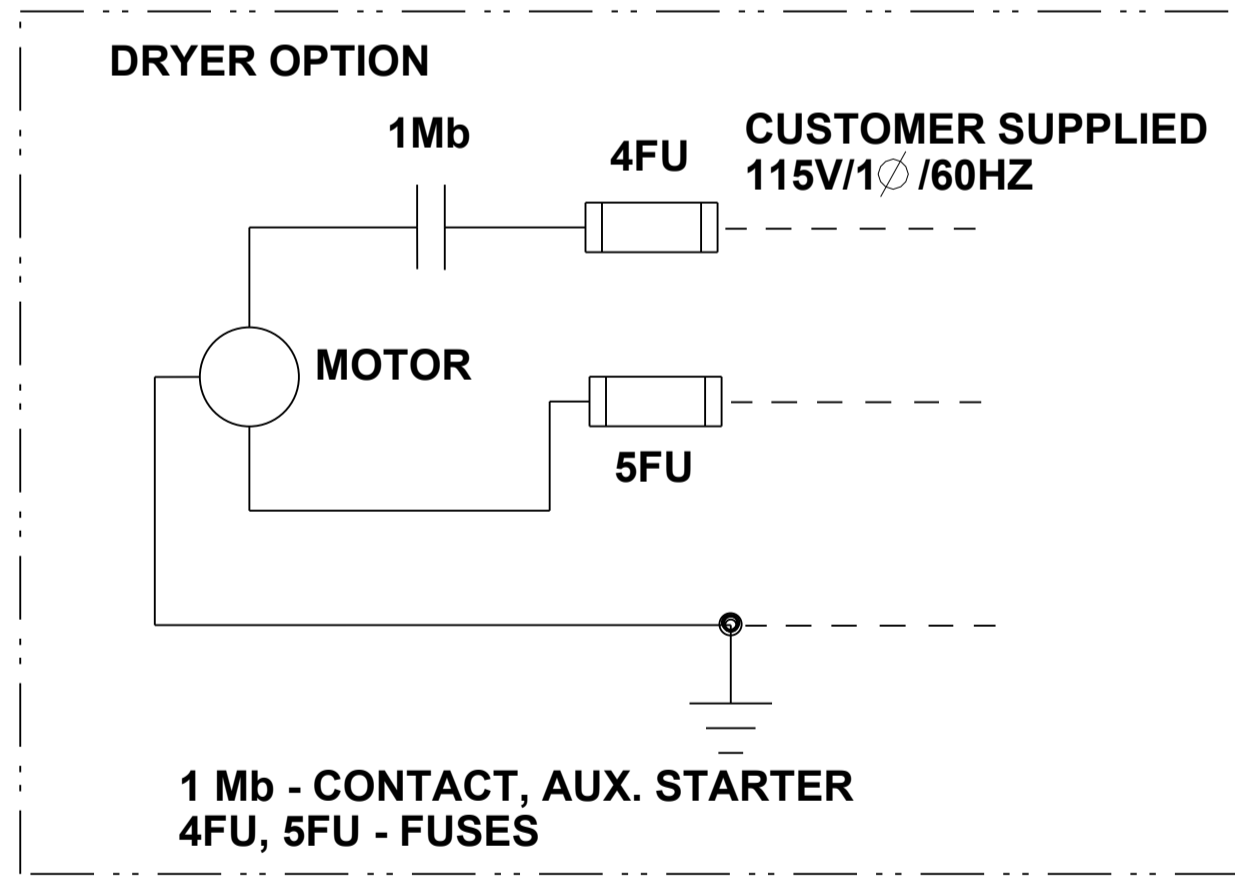 DRYER OPTION
1Mb
4FU
CUSTOMER SUPPLIED
115V/1∅ /60HZ
MOTOR
5FU
1 Mb - CONTACT, AUX. STARTER
4FU, 5FU - FUSES